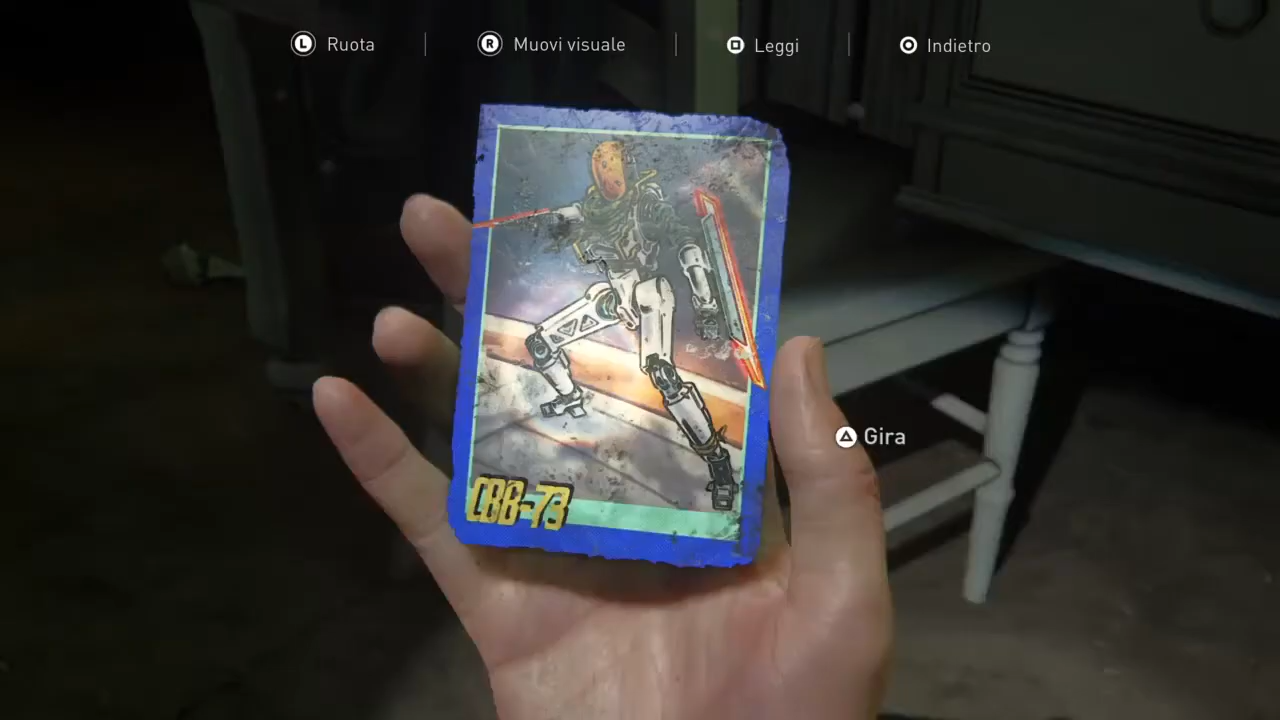 L Ruota
R Muovi visuale
Leggi
Indietro
Gira
CBB-73